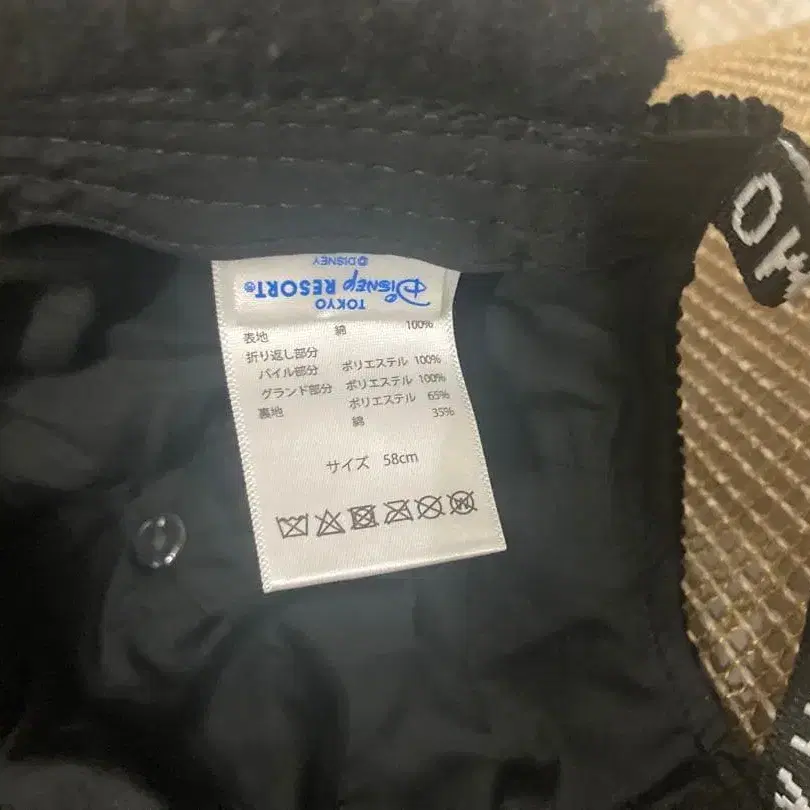 © DISNEY
TOKYO
DISNEY RESORT®
表地 綿 100%
折り返し部分
パイル部分 ポリエステル 100%
グランド部分 ポリエステル 100%
裏地 ポリエステル 65%
綿 35%
サイズ 58cm